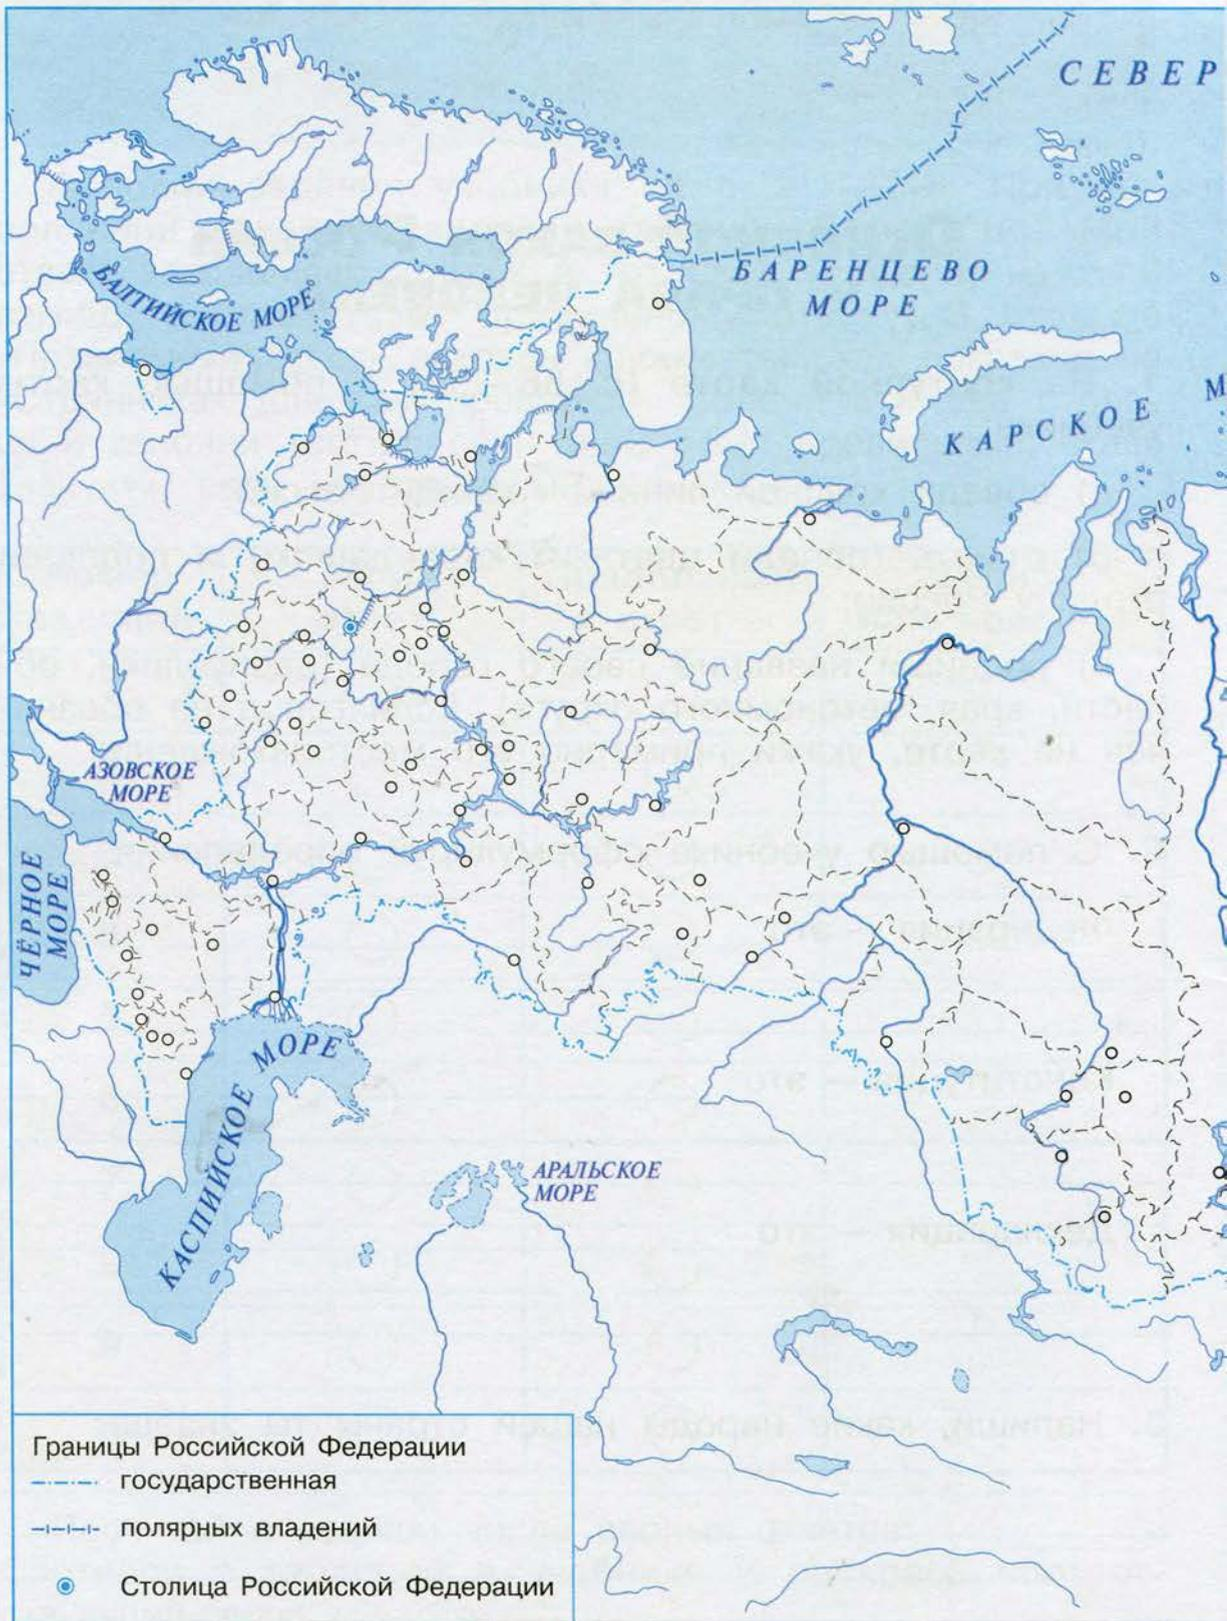 СЕВЕР
БАРЕНЦЕВО
МОРЕ
БАЛТИЙСКОЕ МОРЕ
КАРСКОЕ
М
АЗОВСКОЕ
МОРЕ
ЧЁРНОЕ
МОРЕ
КАСПИЙСКОЕ МОРЕ
АРАЛЬСКОЕ
МОРЕ
Границы Российской Федерации
государственная
полярных владений
Столица Российской Федерации